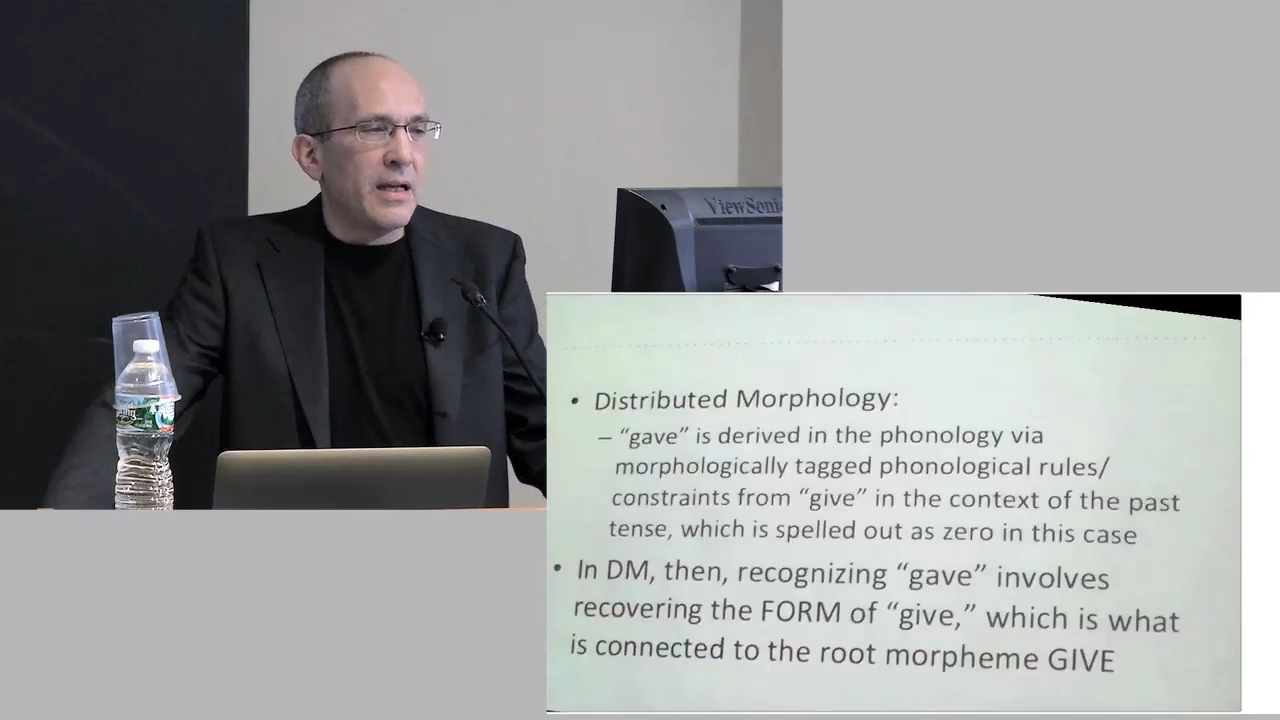 ViewSonic
• Distributed Morphology:
– “gave” is derived in the phonology via
morphologically tagged phonological rules/
constraints from “give” in the context of the past
tense, which is spelled out as zero in this case
• In DM, then, recognizing “gave” involves
recovering the FORM of “give,” which is what
is connected to the root morpheme GIVE